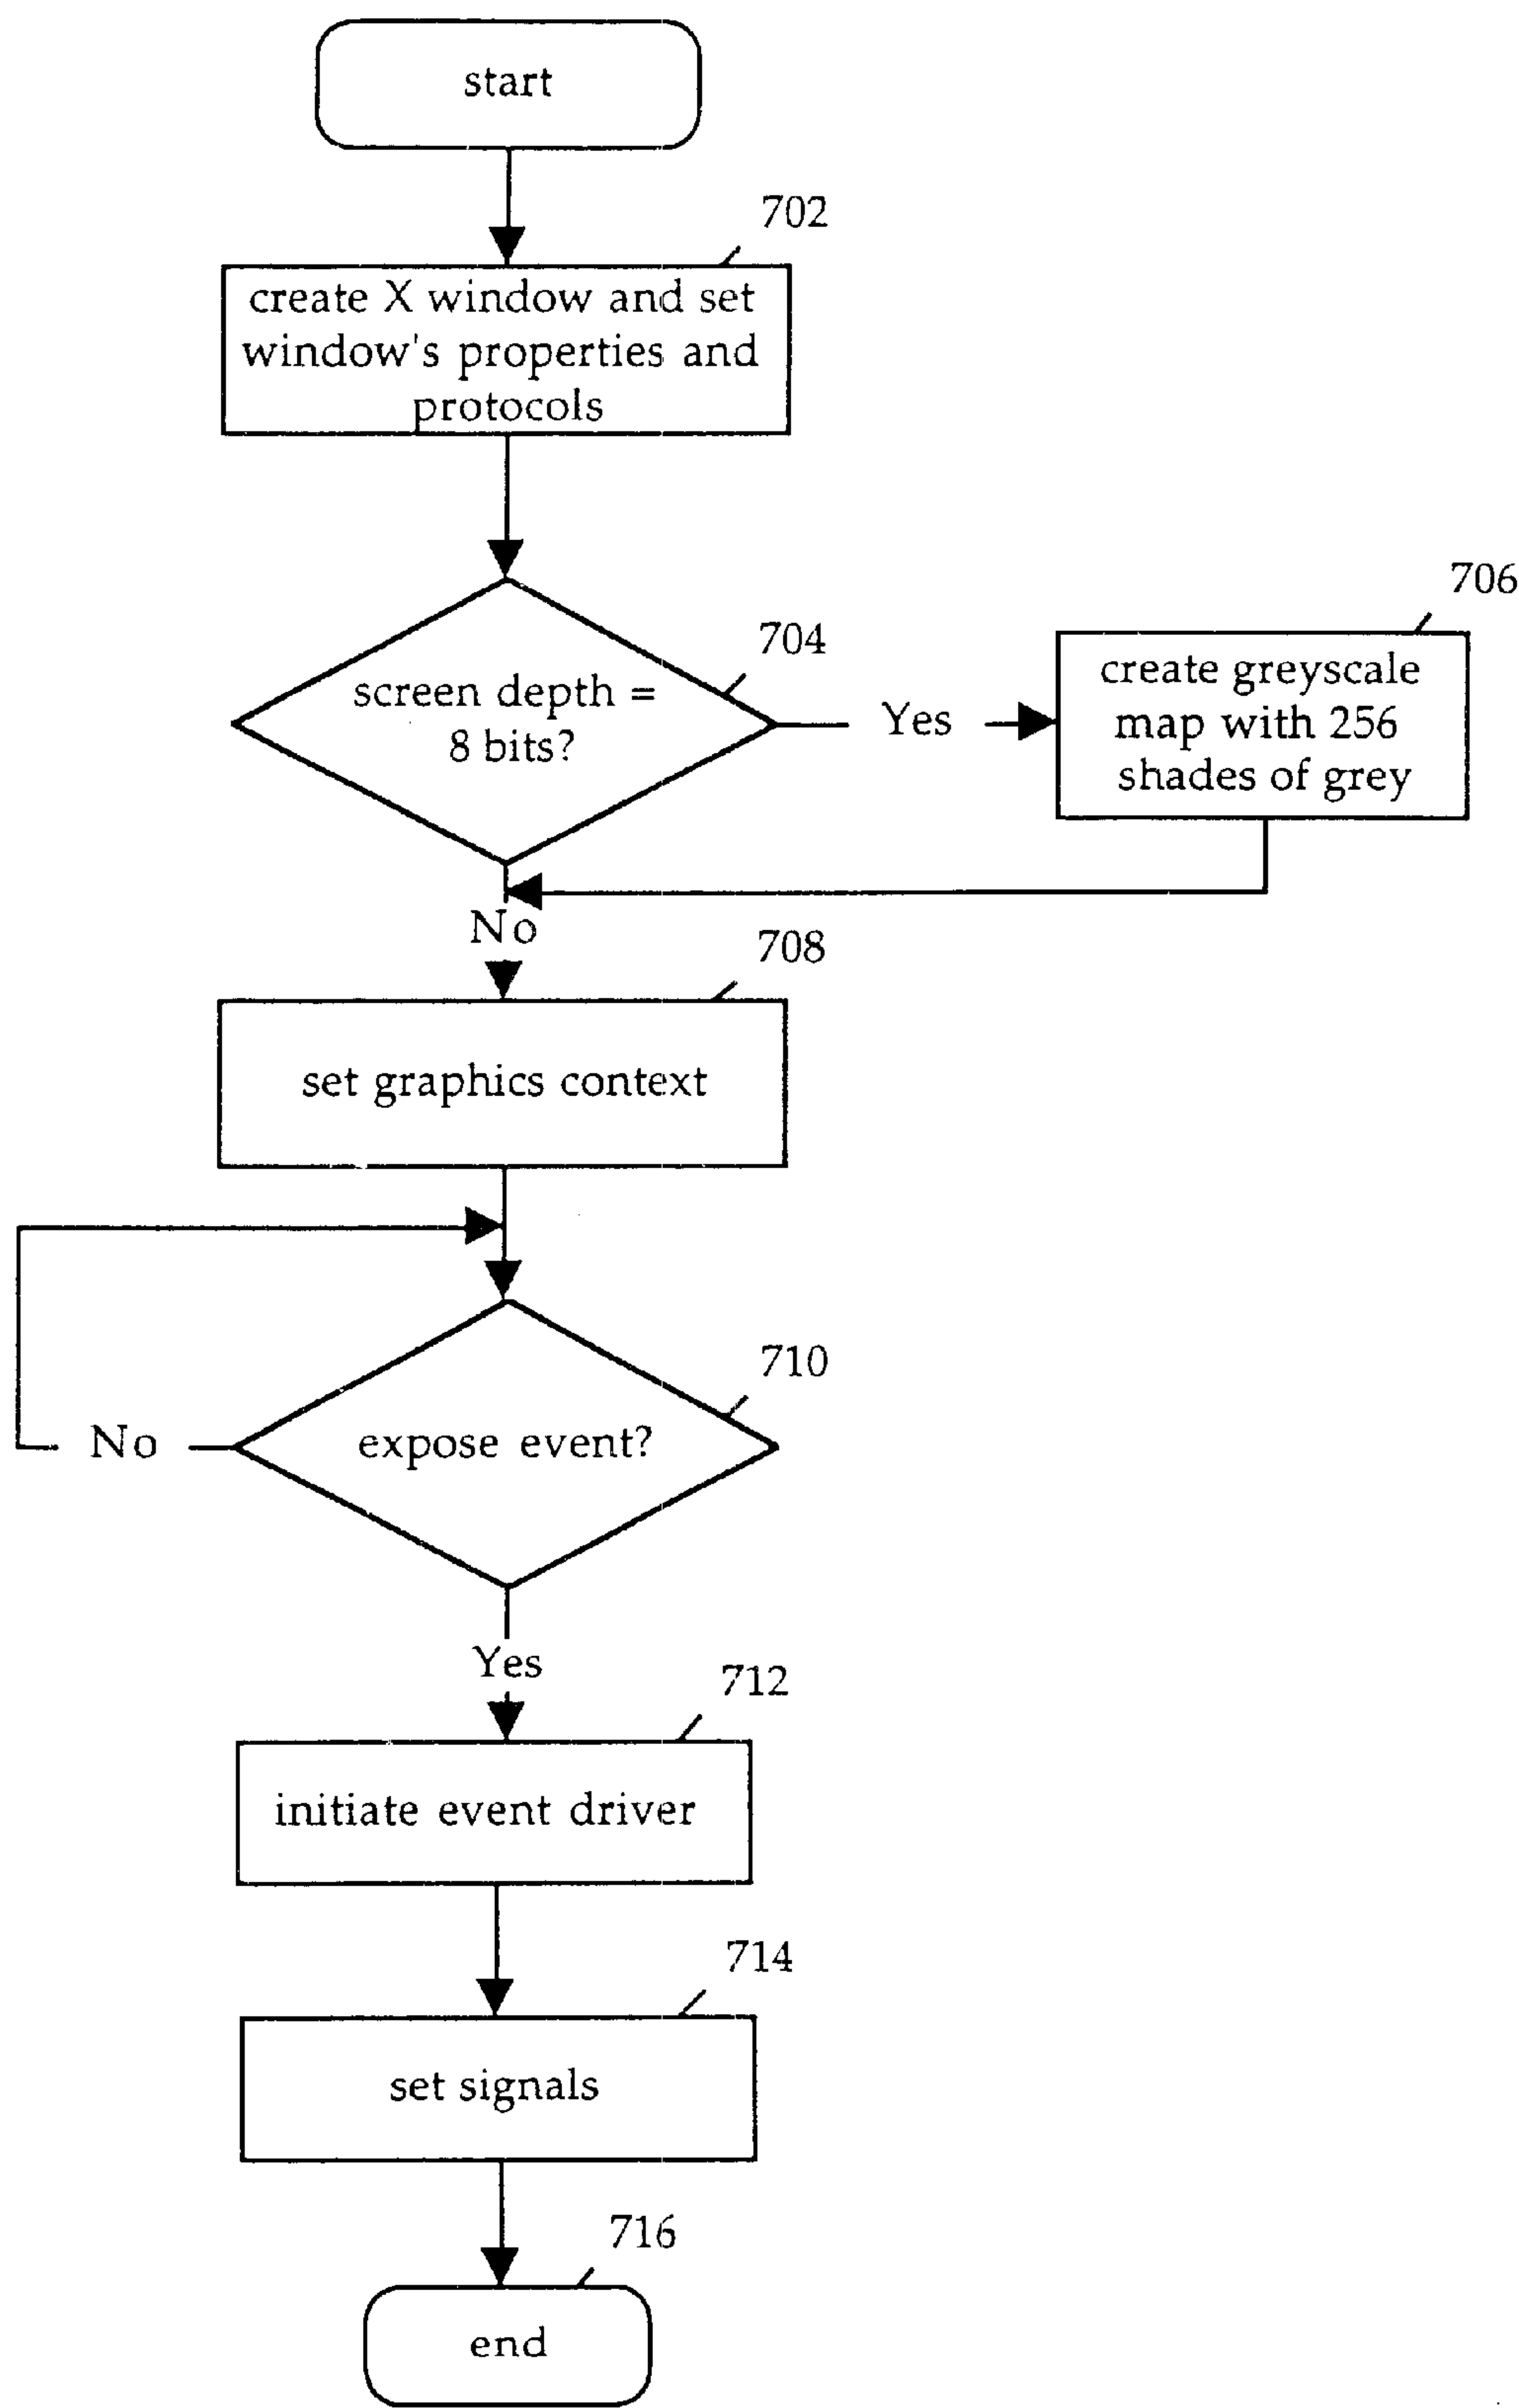 start
702
create X window and set
window's properties and
protocols
704
screen depth =
8 bits?
Yes
706
create greyscale
map with 256
shades of grey
No
708
set graphics context
710
expose event?
No
Yes
712
initiate event driver
714
set signals
716
end